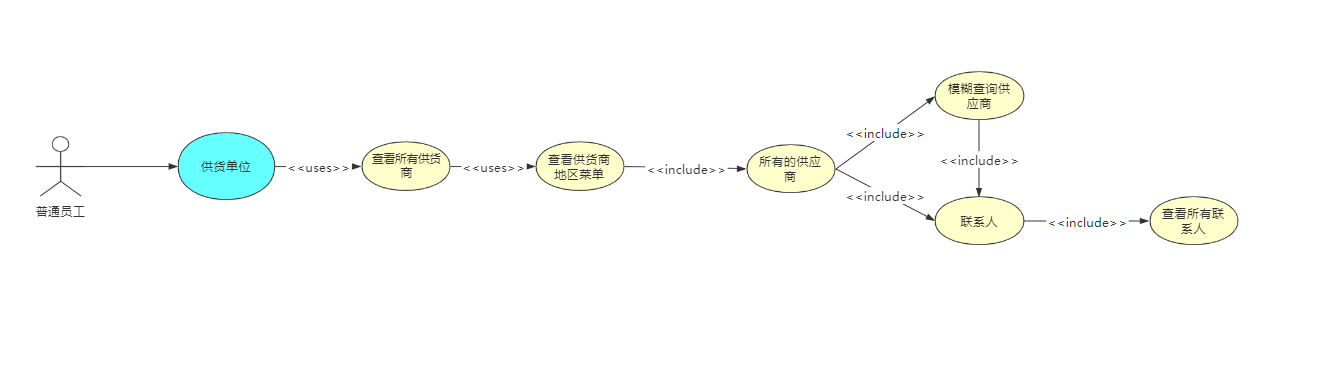 模糊查询供
应商
<<include>>
供货单位
<<uses>>
查看所有供货
商
<<uses>>
查看供货商
地区菜单
<<include>>
所有的供应
商
<<include>>
<<include>>
普通员工
联系人
<<include>>
查看所有联
系人